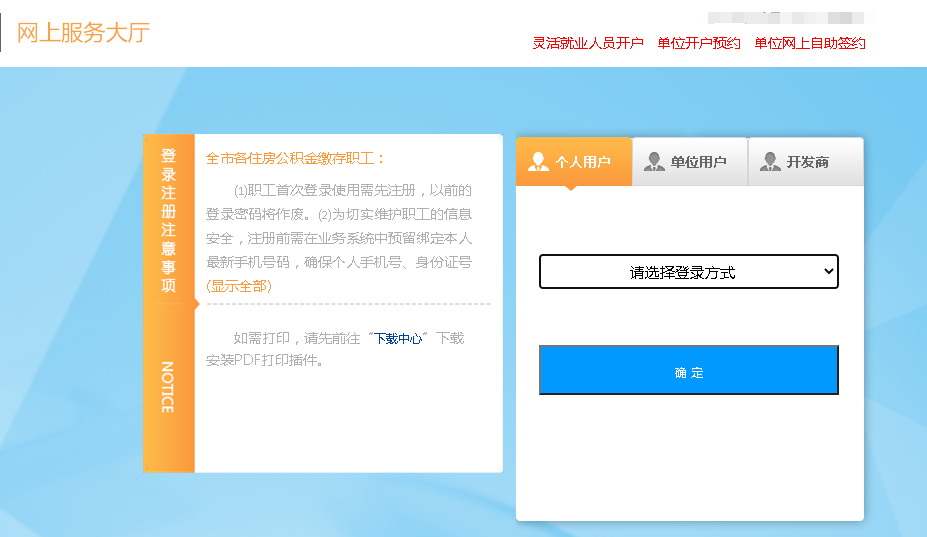 网上服务大厅
灵活就业人员开户 单位开户预约 单位网上自助签约
登录注册注意事项
NOTICE
全市各住房公积金缴存职工：
(1)职工首次登录使用需先注册，以前的
登录密码将作废。(2)为切实维护职工的信息
安全，注册前需在业务系统中预留绑定本人
最新手机号码，确保个人手机号、身份证号
(显示全部)
如需打印，请先前往“下载中心”下载
安装PDF打印插件。
个人用户 单位用户 开发商
请选择登录方式
确 定